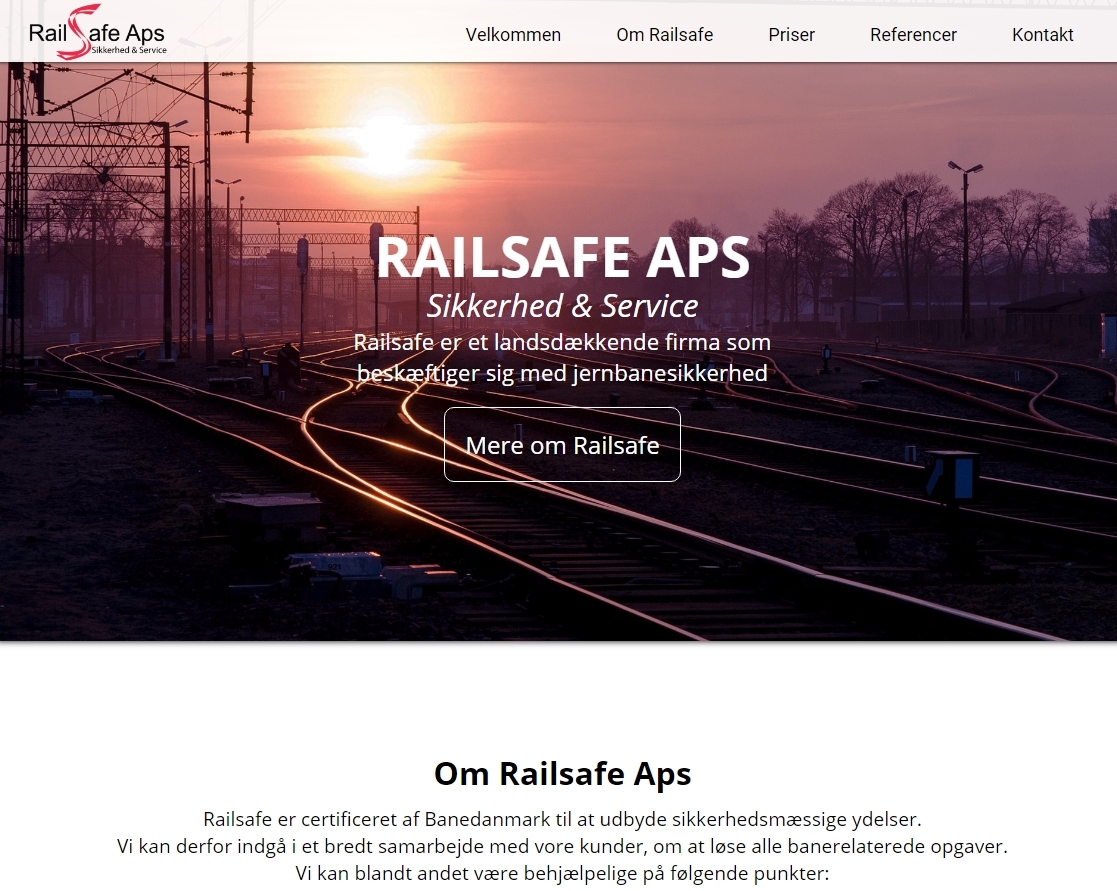 Rail Safe Aps
Sikkerhed & Service
Velkommen
Om Railsafe
Priser
Referencer
Kontakt
RAILSAFE APS
Sikkerhed & Service
Railsafe er et landsdækkende firma som
beskæftiger sig med jernbanesikkerhed
Mere om Railsafe
921
Om Railsafe Aps
Railsafe er certificeret af Banedanmark til at udbyde sikkerhedsmæssige ydelser.
Vi kan derfor indgå i et bredt samarbejde med vore kunder, om at løse alle banerelaterede opgaver.
Vi kan blandt andet være behjælpelige på følgende punkter: